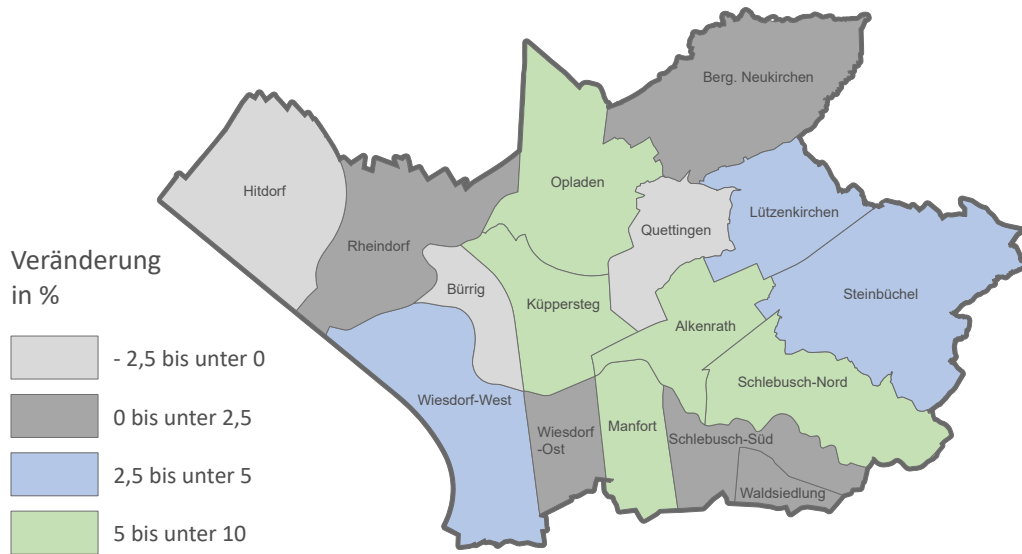 Berg. Neukirchen
Opladen
Hitdorf
Lützenkirchen
Quettingen
Rheindorf
Veränderung
in %
Bürrig
Küppersteg
Steinbüchel
Alkenrath
- 2,5 bis unter 0
Schlebusch-Nord
Wiesdorf-West
0 bis unter 2,5
Wiesdorf
-Ost
Manfort
Schlebusch-Süd
2,5 bis unter 5
Waldsiedlung
5 bis unter 10